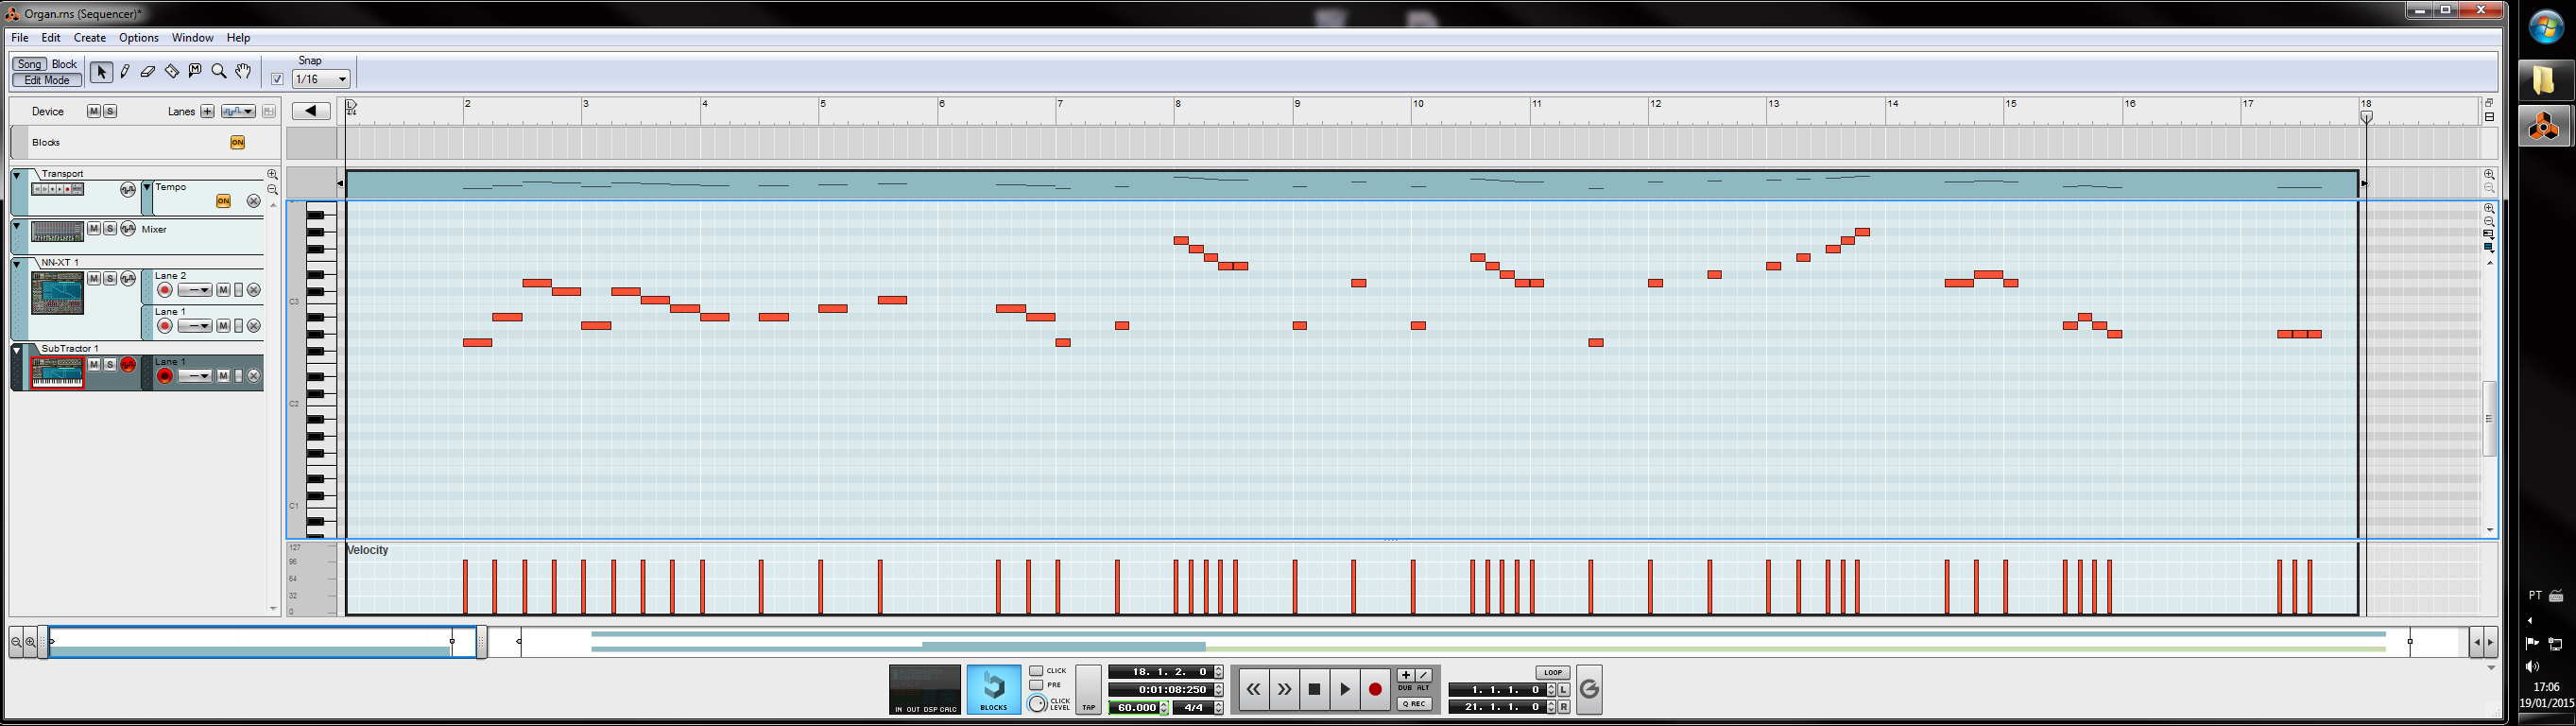 Organ.rns (Sequencer)*
File Edit Create Options Window Help
Song Block
Edit Mode
Snap
1/16
Device M S Lanes +
L
4/4
2 3 4 5 6 7 8 9 10 11 12 13 14 15 16 17 18
Blocks ON
Transport
Tempo
ON
M S Mixer
NN-XT 1
M S Lane 2
M
Lane 1
M
SubTractor 1
M S Lane 1
M
C3
C2
C1
Velocity
127
96
64
32
0
IN OUT DSP CALC
BLOCKS
CLICK
PRE
CLICK
LEVEL
TAP
18. 1. 2. 0
0:01:08:250
60.000 4/4
DUB ALT
Q REC
LOOP
1. 1. 1. 0 L
21. 1. 1. 0 R
PT
17:06
19/01/2015